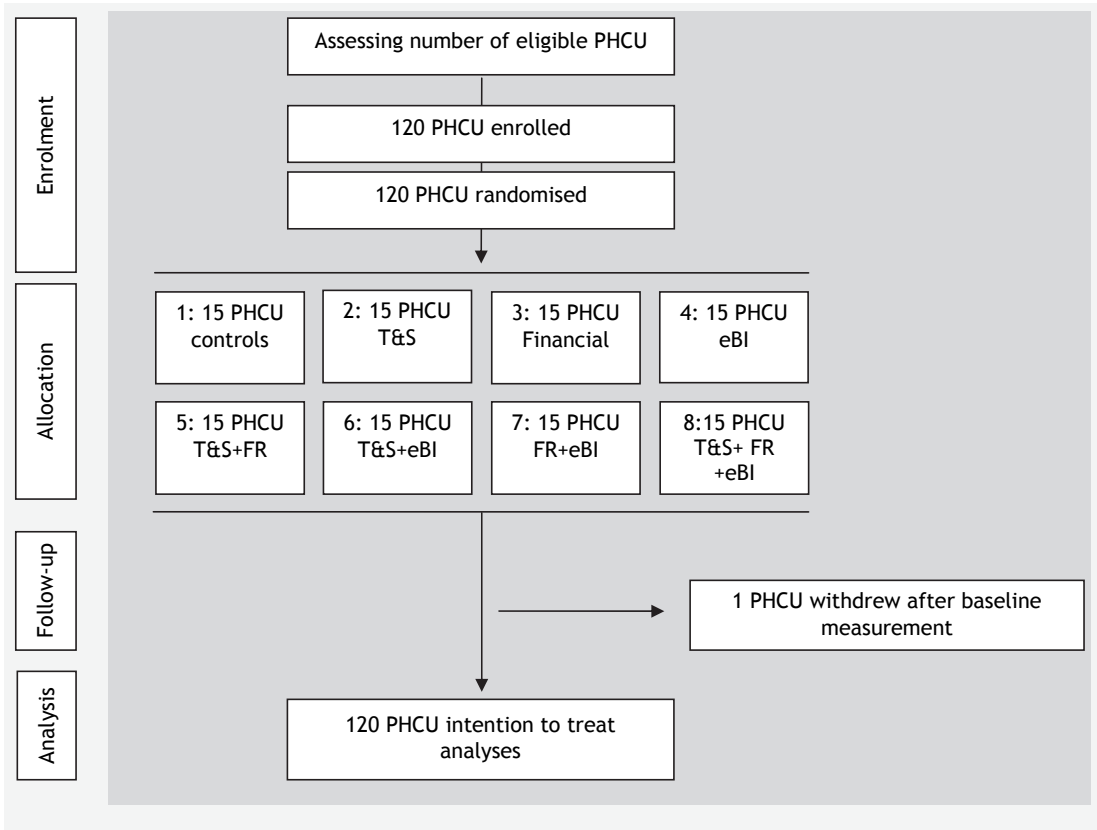 Enrolment
Assessing number of eligible PHCU
120 PHCU enrolled
120 PHCU randomised
Allocation
1: 15 PHCU
controls
2: 15 PHCU
T&S
3: 15 PHCU
Financial
4: 15 PHCU
eBI
5: 15 PHCU
T&S+FR
6: 15 PHCU
T&S+eBI
7: 15 PHCU
FR+eBI
8:15 PHCU
T&S+ FR
+eBI
Follow-up
1 PHCU withdrew after baseline
measurement
Analysis
120 PHCU intention to treat
analyses